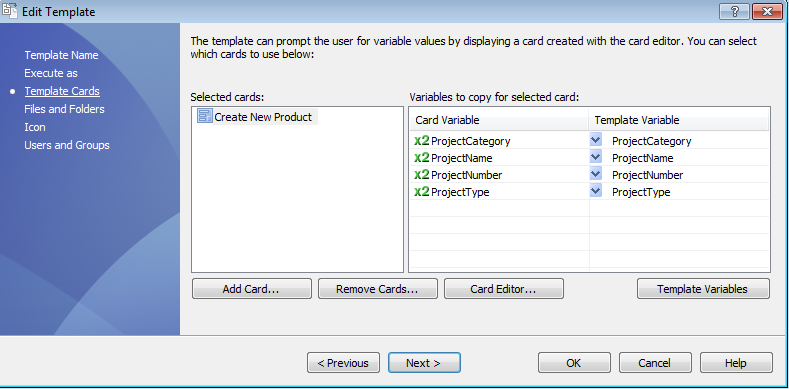 Edit Template
The template can prompt the user for variable values by displaying a card created with the card editor. You can select
which cards to use below:
Template Name
Execute as
Template Cards
Files and Folders
Icon
Users and Groups
Selected cards:
Create New Product
Variables to copy for selected card:
Card Variable Template Variable
x2 ProjectCategory ProjectCategory
x2 ProjectName ProjectName
x2 ProjectNumber ProjectNumber
x2 ProjectType ProjectType
Add Card... Remove Cards... Card Editor... Template Variables
< Previous Next > OK Cancel Help